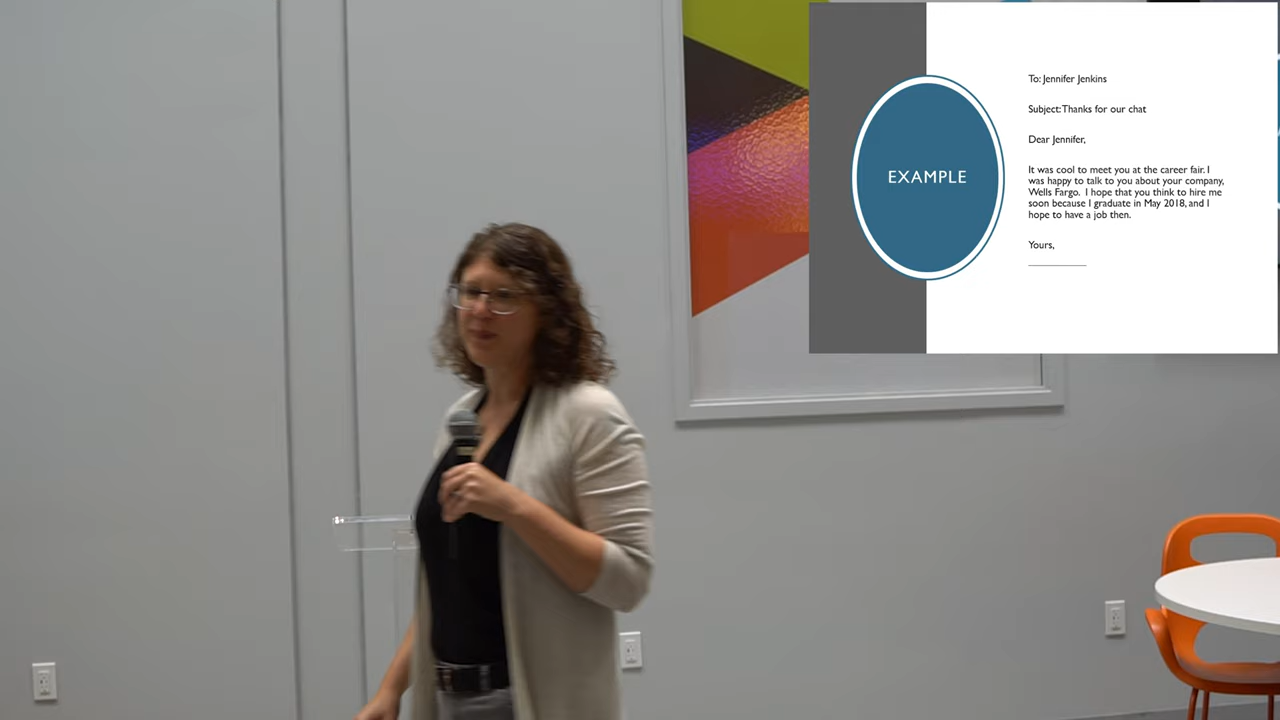 EXAMPLE
To: Jennifer Jenkins
Subject: Thanks for our chat
Dear Jennifer,
It was cool to meet you at the career fair. I
was happy to talk to you about your company,
Wells Fargo.  I hope that you think to hire me
soon because I graduate in May 2018, and I
hope to have a job then.
Yours,